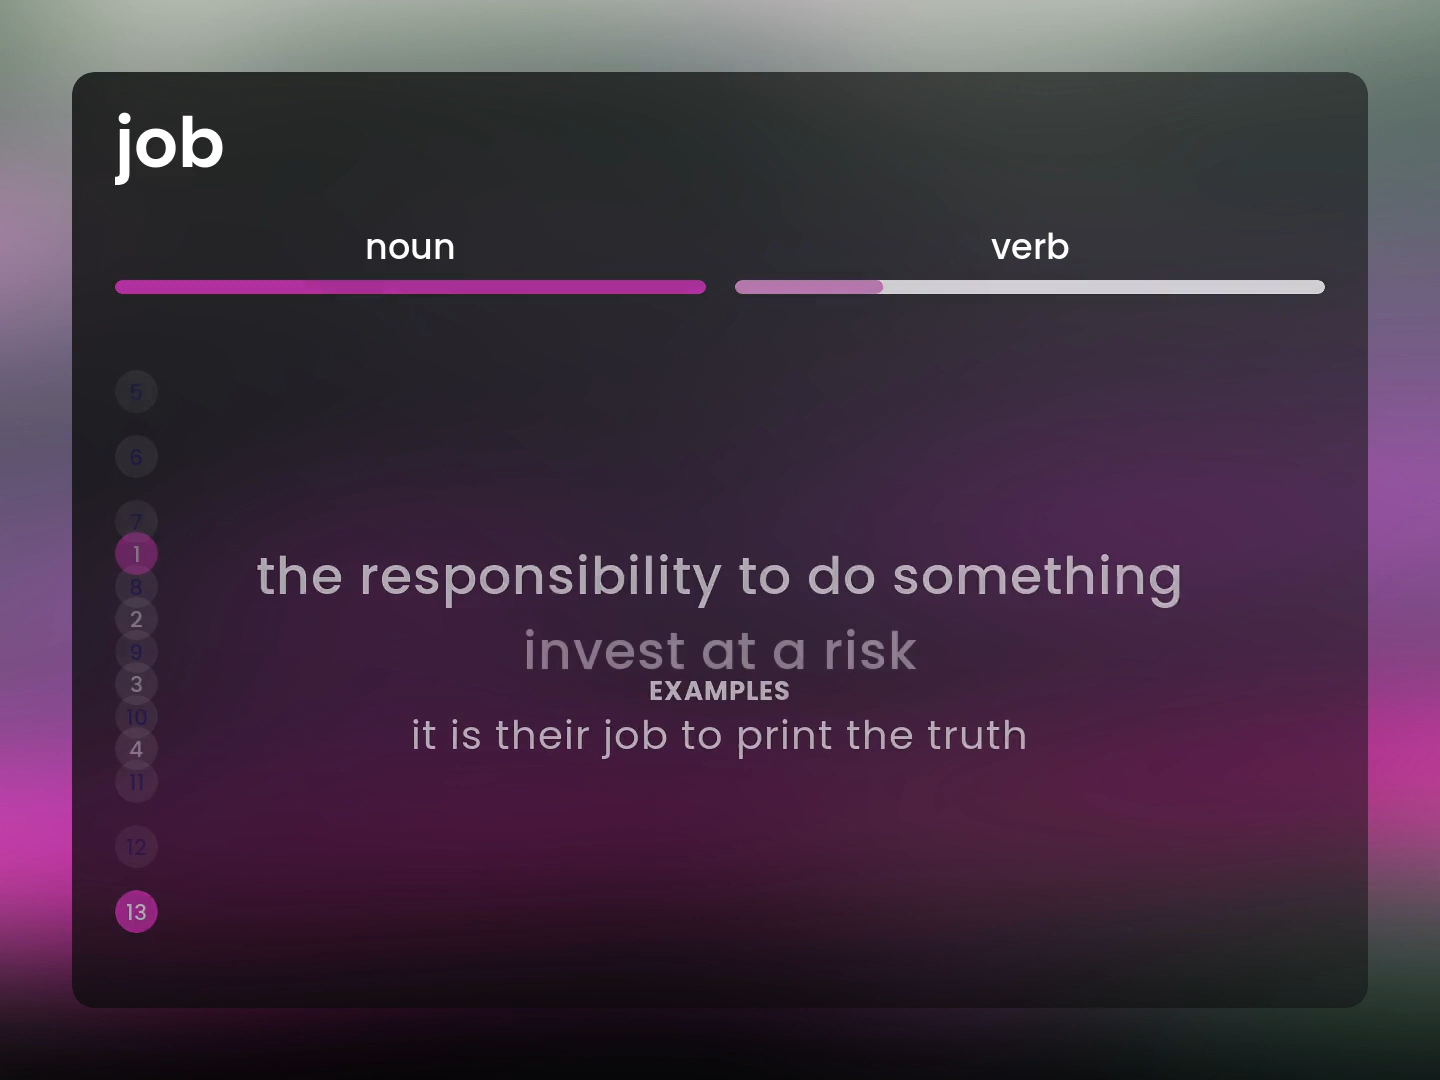 job
noun verb
5
6
7
1
8
2
9
3
10
4
11
12
13
the responsibility to do something
invest at a risk
EXAMPLES
it is their job to print the truth